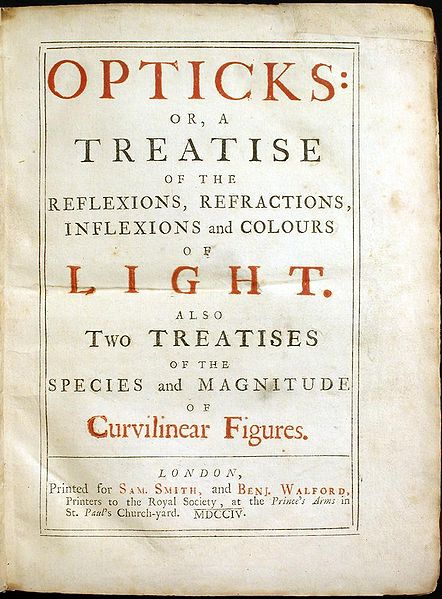 OPTICKS:
OR, A
TREATISE
OF THE
REFLEXIONS, REFRACTIONS,
INFLEXIONS and COLOURS
OF
LIGHT.
ALSO
Two TREATISES
OF THE
SPECIES and MAGNITUDE
OF
Curvilinear Figures.
LONDON,
Printed for SAM. SMITH, and BENJ. WALFORD,
Printers to the Royal Society, at the Prince's Arms in
St. Paul's Church-yard. MDCCIV.